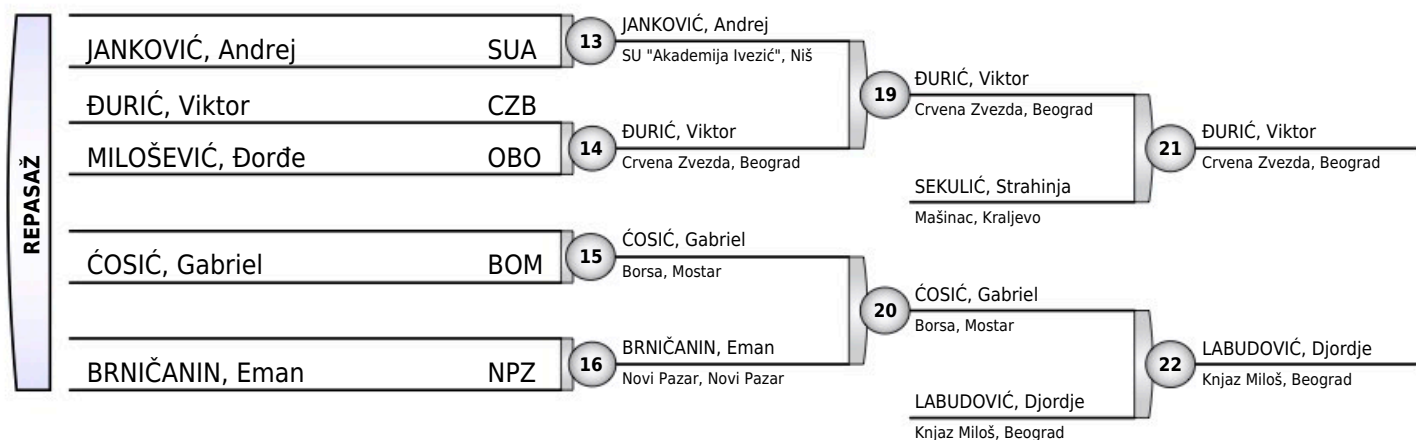 REPASAŽ
JANKOVIĆ, Andrej SUA
ĐURIĆ, Viktor CZB
MILOŠEVIĆ, Đorđe OBO
ĆOSIĆ, Gabriel BOM
BRNIČANIN, Eman NPZ
13
JANKOVIĆ, Andrej
SU "Akademija Ivezić", Niš
14
ĐURIĆ, Viktor
Crvena Zvezda, Beograd
15
ĆOSIĆ, Gabriel
Borsa, Mostar
16
BRNIČANIN, Eman
Novi Pazar, Novi Pazar
19
ĐURIĆ, Viktor
Crvena Zvezda, Beograd
SEKULIĆ, Strahinja
Mašinac, Kraljevo
20
ĆOSIĆ, Gabriel
Borsa, Mostar
LABUDOVIĆ, Djordje
Knjaz Miloš, Beograd
21
ĐURIĆ, Viktor
Crvena Zvezda, Beograd
22
LABUDOVIĆ, Djordje
Knjaz Miloš, Beograd